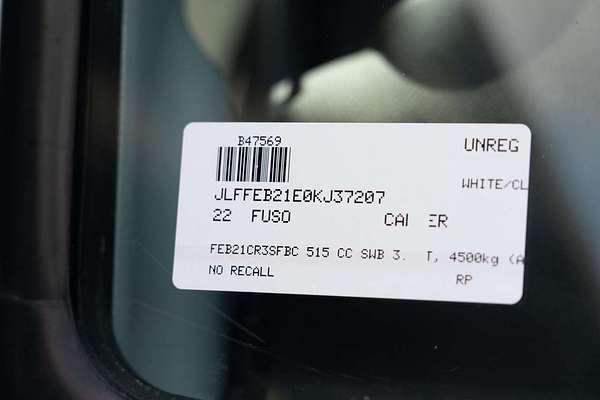 B47569
UNREG
JLFFEB21E0KJ37207
WHITE/CL
22 FUSO
FEB21CR3SFBC 515 CC SWB 3. T, 4500kg (A
NO RECALL
RP